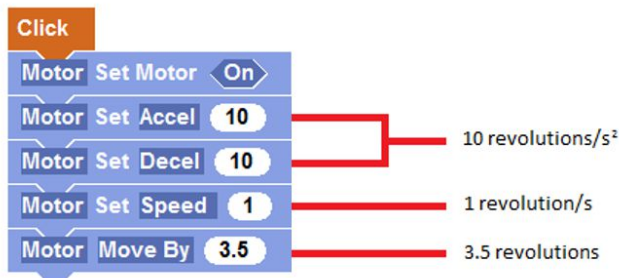 Click
Motor Set Motor On
Motor Set Accel 10
10 revolutions/s²
Motor Set Decel 10
Motor Set Speed 1
1 revolution/s
Motor Move By 3.5
3.5 revolutions